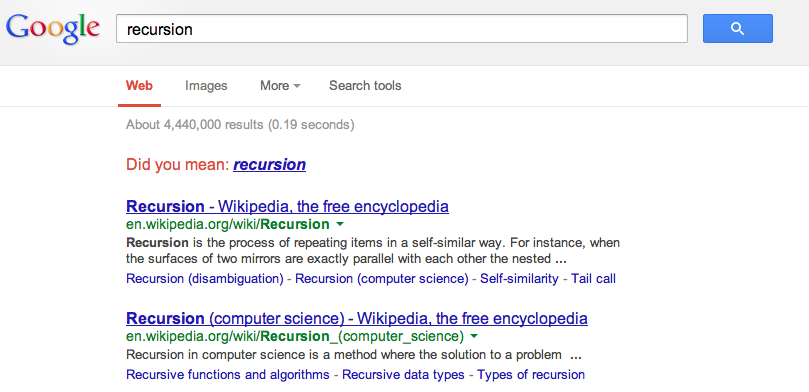 Google recursion
Web Images More Search tools
About 4,440,000 results (0.19 seconds)
Did you mean: recursion
Recursion - Wikipedia, the free encyclopedia
en.wikipedia.org/wiki/Recursion
Recursion is the process of repeating items in a self-similar way. For instance, when
the surfaces of two mirrors are exactly parallel with each other the nested ...
Recursion (disambiguation) - Recursion (computer science) - Self-similarity - Tail call
Recursion (computer science) - Wikipedia, the free encyclopedia
en.wikipedia.org/wiki/Recursion_(computer_science)
Recursion in computer science is a method where the solution to a problem ...
Recursive functions and algorithms - Recursive data types - Types of recursion